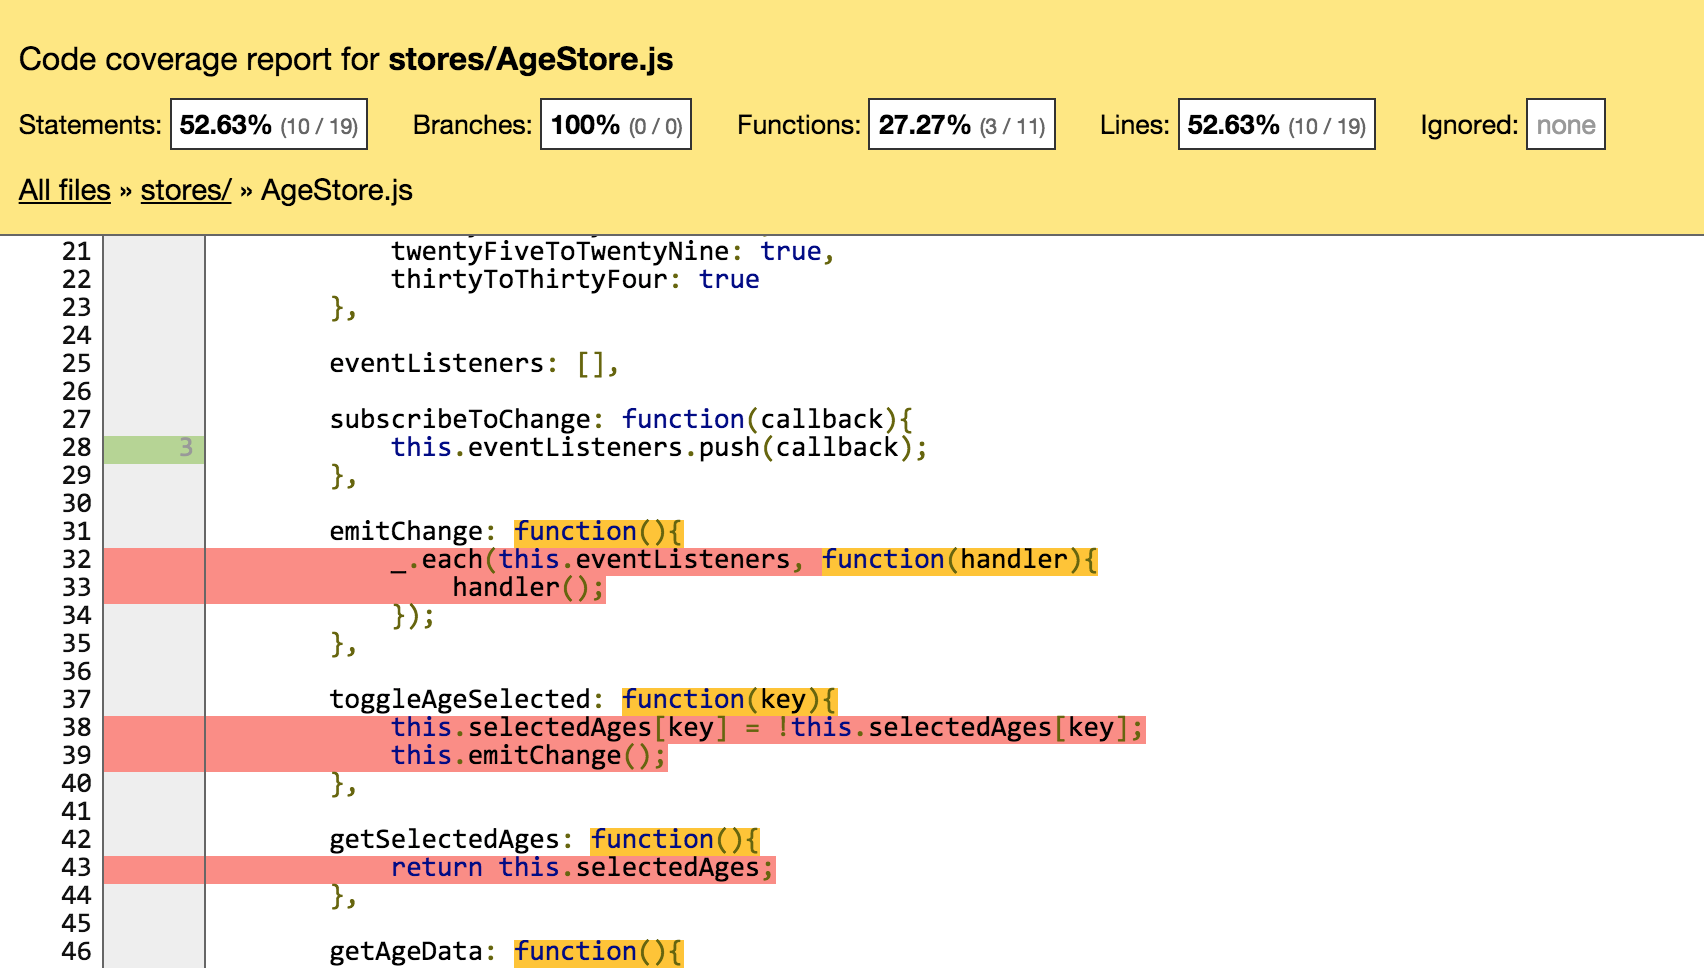 Code coverage report for stores/AgeStore.js
Statements: 52.63% (10 / 19) Branches: 100% (0 / 0) Functions: 27.27% (3 / 11) Lines: 52.63% (10 / 19) Ignored: none
All files » stores/ » AgeStore.js
21 twentyFiveToTwentyNine: true,
22 thirtyToThirtyFour: true
23 },
24
25 eventListeners: [],
26
27 subscribeToChange: function(callback){
28 3 this.eventListeners.push(callback);
29 },
30
31 emitChange: function(){
32 _.each(this.eventListeners, function(handler){
33 handler();
34 });
35 },
36
37 toggleAgeSelected: function(key){
38 this.selectedAges[key] = !this.selectedAges[key];
39 this.emitChange();
40 },
41
42 getSelectedAges: function(){
43 return this.selectedAges;
44 },
45
46 getAgeData: function(){